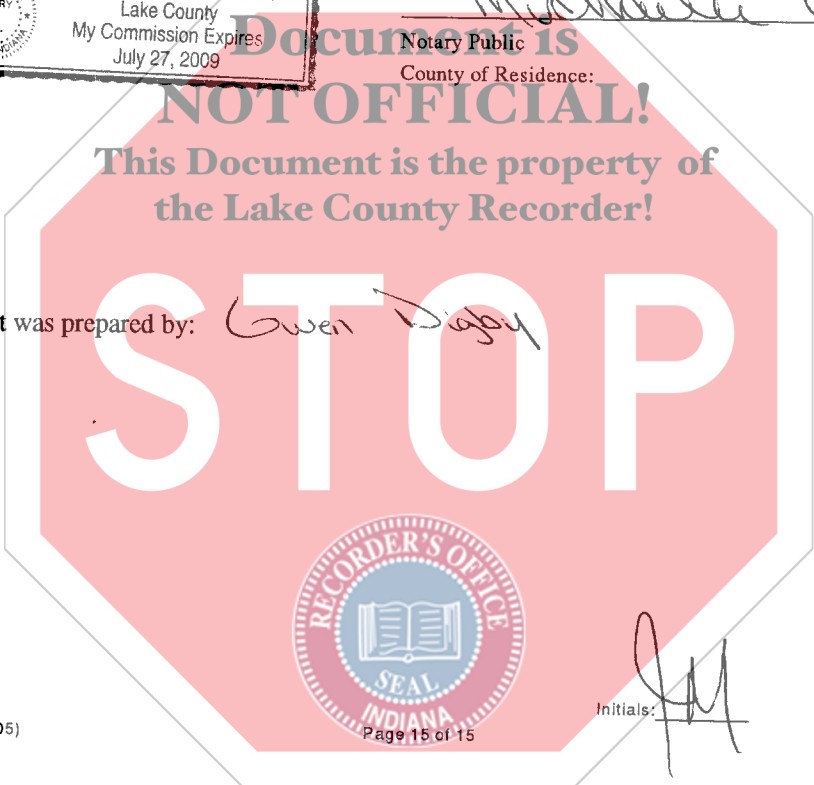 Lake County
My Commission Expires
July 27, 2009
Notary Public
County of Residence:
Document is
NOT OFFICIAL!
This Document is the property of
the Lake County Recorder!
t was prepared by: Gwen Digby
STOP
RECORDER'S OFFICE
SEAL
INDIANA
Initials: JM
05)
Page 15 of 15